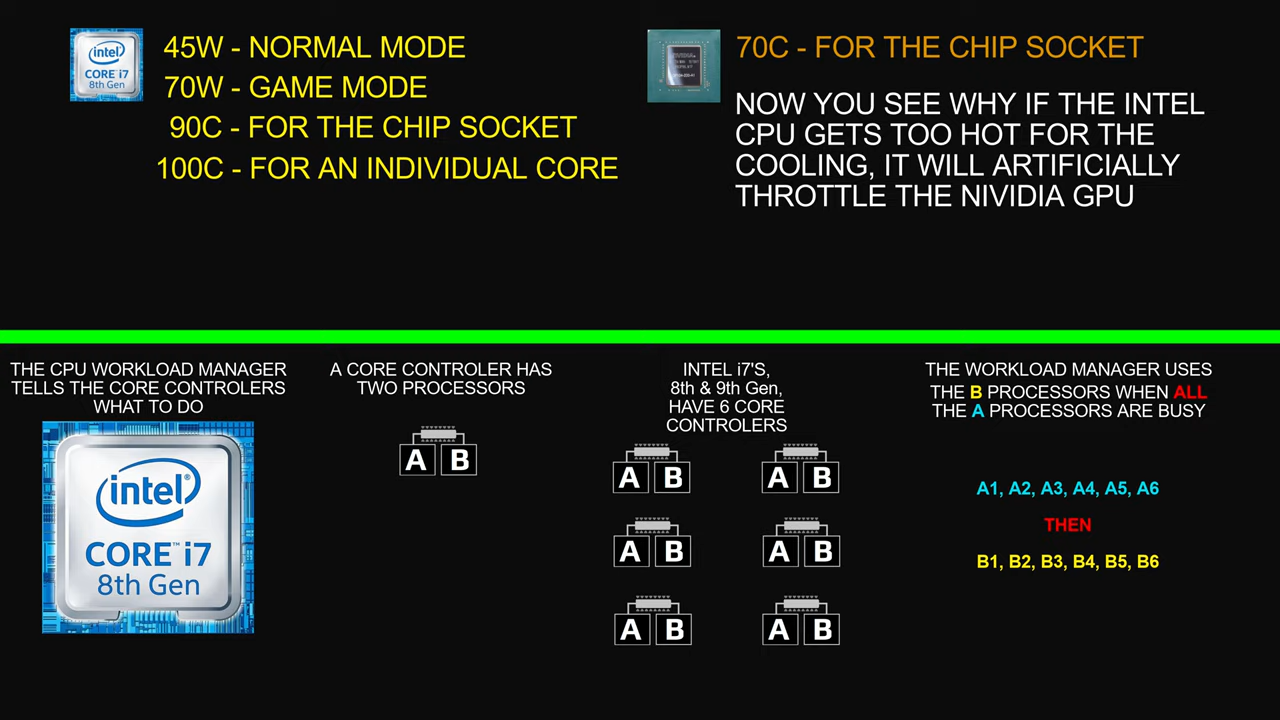 intel
CORE i7
8th Gen
45W - NORMAL MODE
70W - GAME MODE
90C - FOR THE CHIP SOCKET
100C - FOR AN INDIVIDUAL CORE
70C - FOR THE CHIP SOCKET
NOW YOU SEE WHY IF THE INTEL
CPU GETS TOO HOT FOR THE
COOLING, IT WILL ARTIFICIALLY
THROTTLE THE NIVIDIA GPU
THE CPU WORKLOAD MANAGER
TELLS THE CORE CONTROLERS
WHAT TO DO
intel
CORE™ i7
8th Gen
A CORE CONTROLER HAS
TWO PROCESSORS
A B
INTEL i7'S,
8th & 9th Gen,
HAVE 6 CORE
CONTROLERS
A B A B
A B A B
A B A B
THE WORKLOAD MANAGER USES
THE B PROCESSORS WHEN ALL
THE A PROCESSORS ARE BUSY
A1, A2, A3, A4, A5, A6
THEN
B1, B2, B3, B4, B5, B6